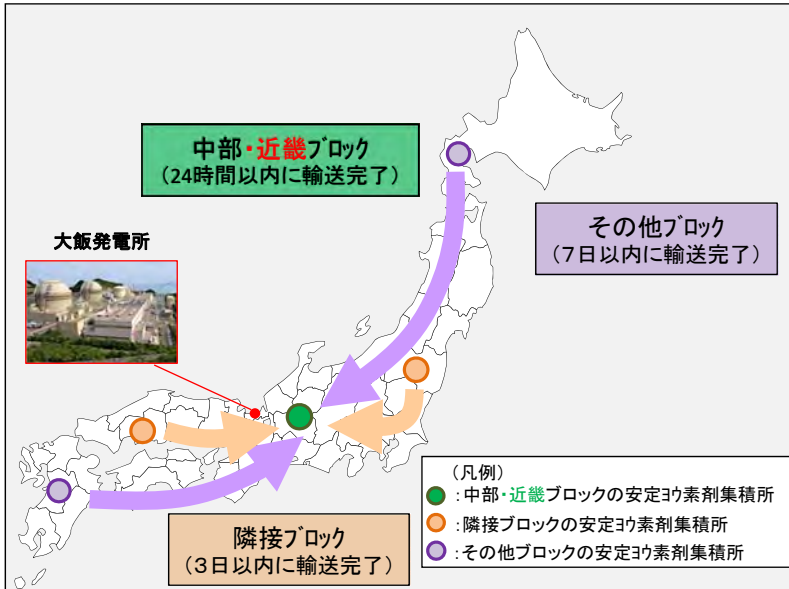 中部・近畿ブロック
（24時間以内に輸送完了）
大飯発電所
その他ブロック
（７日以内に輸送完了）
隣接ブロック
（３日以内に輸送完了）
（凡例）
：中部・近畿ブロックの安定ヨウ素剤集積所
：隣接ブロックの安定ヨウ素剤集積所
：その他ブロックの安定ヨウ素剤集積所